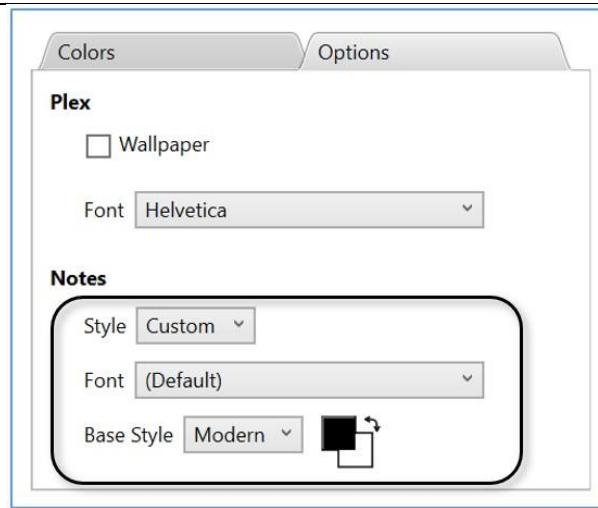 Colors Options
Plex
Wallpaper
Font Helvetica
Notes
Style Custom
Font (Default)
Base Style Modern